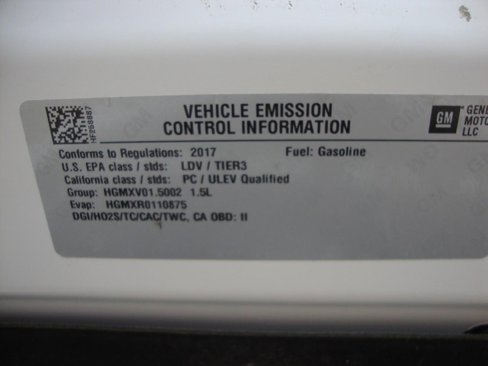 VEHICLE EMISSION
CONTROL INFORMATION
GM
MOTOR
LLC
Conforms to Regulations: 2017 Fuel: Gasoline
U.S. EPA class / stds: LDV / TIER3
California class / stds: PC / ULEV Qualified
Group: HGMXV01.5002 1.5L
Evap: HGMXR0110875
DGI/HO2S/TC/CAC/TWC, CA OBD: II